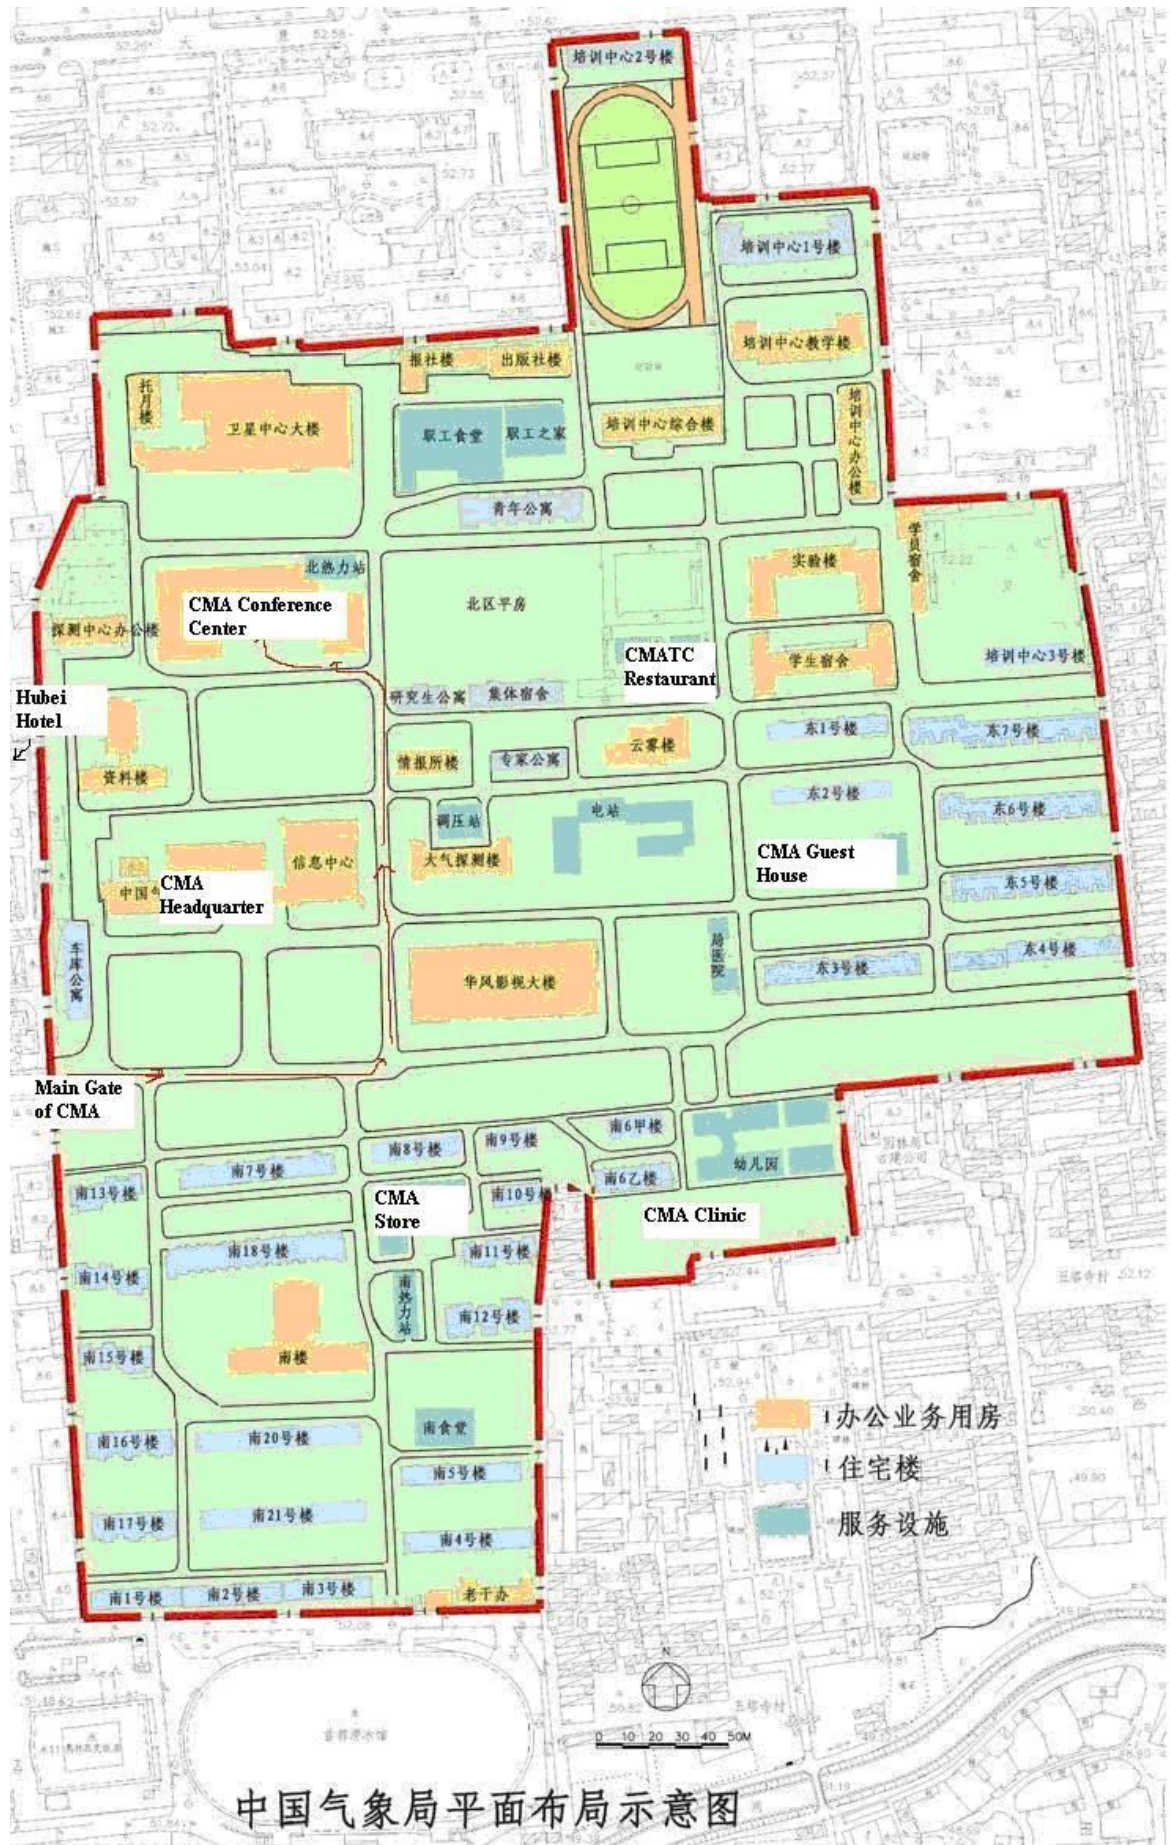 培训中心2号楼
培训中心1号楼
培训中心教学楼
报社楼
出版社楼
托月楼
卫星中心大楼
职工食堂
职工之家
培训中心综合楼
培训中心办公楼
青年公寓
学员宿舍
52.22
52.25
52.46
北热力站
实验楼
CMA Conference
Center
北区平房
探测中心办公楼
CMATC
Restaurant
学生宿舍
培训中心3号楼
Hubei
Hotel
研究生公寓
集体宿舍
东1号楼
东7号楼
云雾楼
情报所楼
专家公寓
资料楼
东2号楼
东6号楼
调压站
电站
信息中心
大气探测楼
CMA Guest
House
中国气
CMA
Headquarter
东5号楼
车库公寓
局医院
东4号楼
华风影视大楼
东3号楼
Main Gate
of CMA
南6甲楼
南9号楼
南8号楼
南7号楼
幼儿园
南6乙楼
南13号楼
CMA
Store
南10号楼
CMA Clinic
南18号楼
南11号楼
南14号楼
南热力站
南12号楼
南15号楼
南楼
办公业务用房
南食堂
南16号楼
南20号楼
住宅楼
南5号楼
南17号楼
南21号楼
服务设施
南4号楼
南1号楼
南2号楼
南3号楼
老干办
N
0 10 20 30 40 50M
中国气象局平面布局示意图